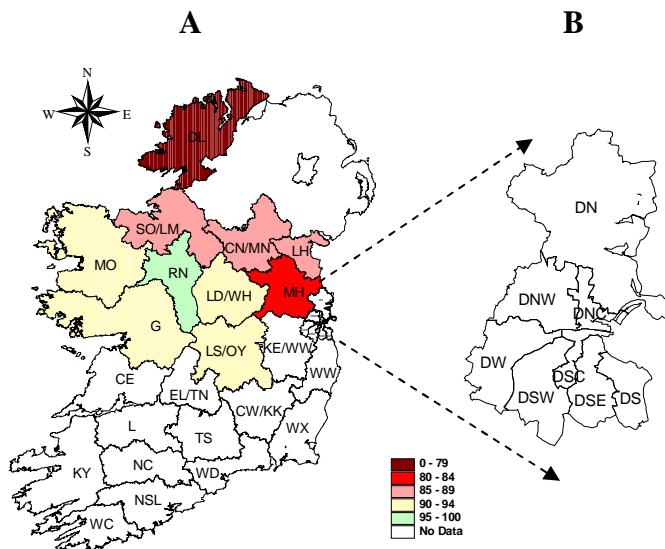 A B
N
W E
S
DL
DN
SO/LM CN/MN LH
MO RN
LD/WH MH
DNW DNC
G
LS/OY KE/WW
DW DSC
CE WW
EL/TN
DSW DSE DS
CW/KK
L TS WX
KY NC WD
NSL
WC
0 - 79
80 - 84
85 - 89
90 - 94
95 - 100
No Data